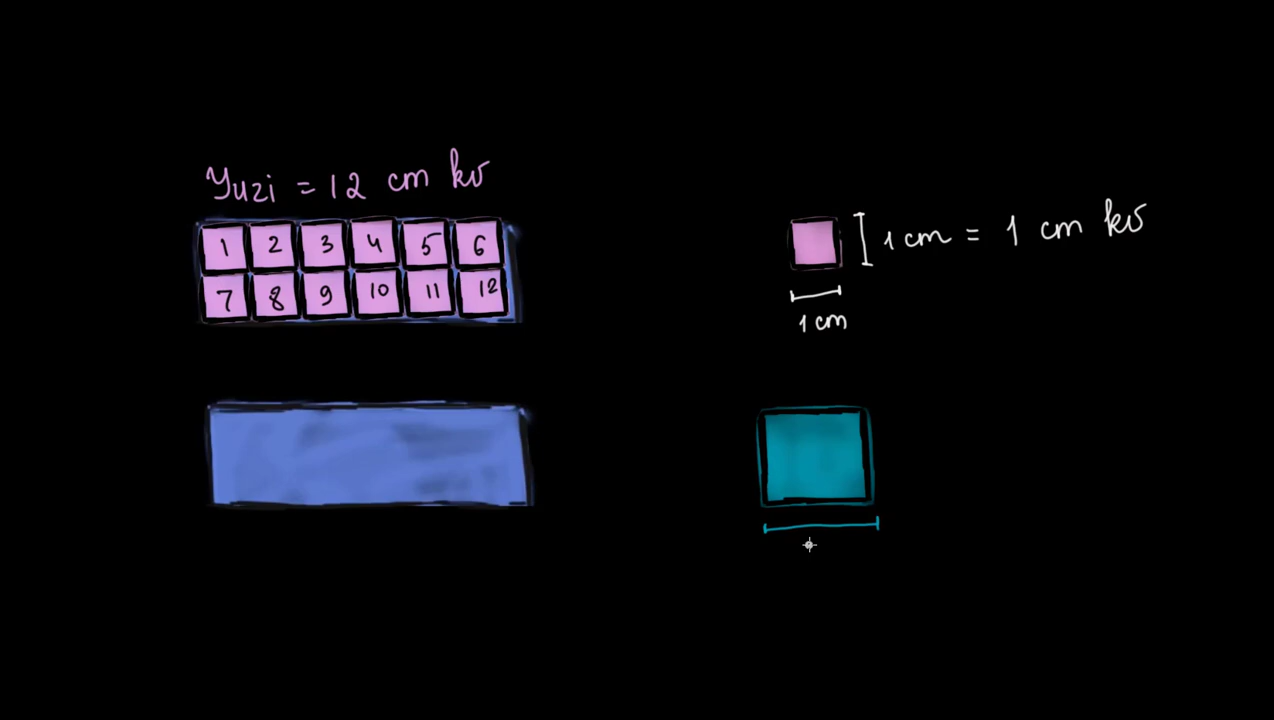 Yuzi = 12 cm kv
1 2 3 4 5 6
7 8 9 10 11 12
1 cm = 1 cm kv
1 cm